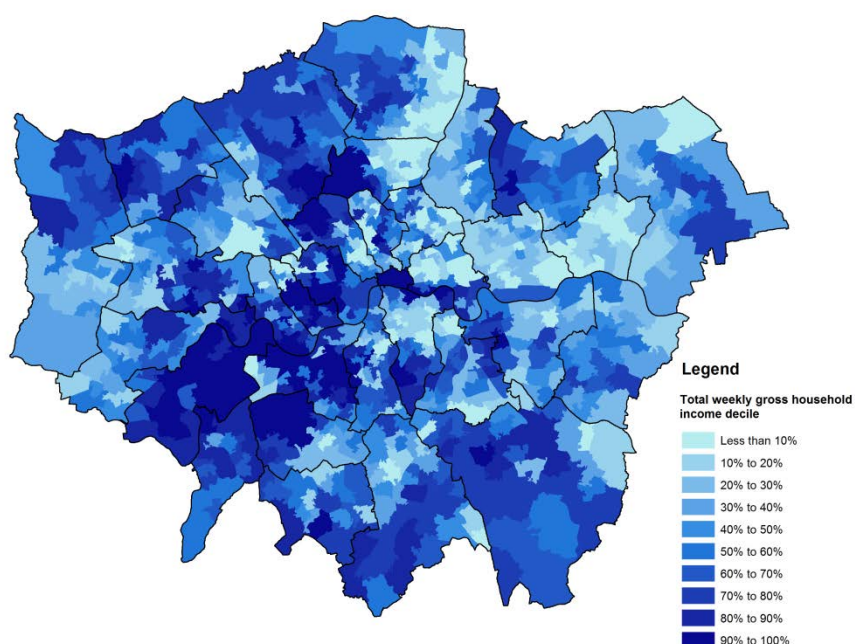 Legend
Total weekly gross household
income decile
Less than 10%
10% to 20%
20% to 30%
30% to 40%
40% to 50%
50% to 60%
60% to 70%
70% to 80%
80% to 90%
90% to 100%